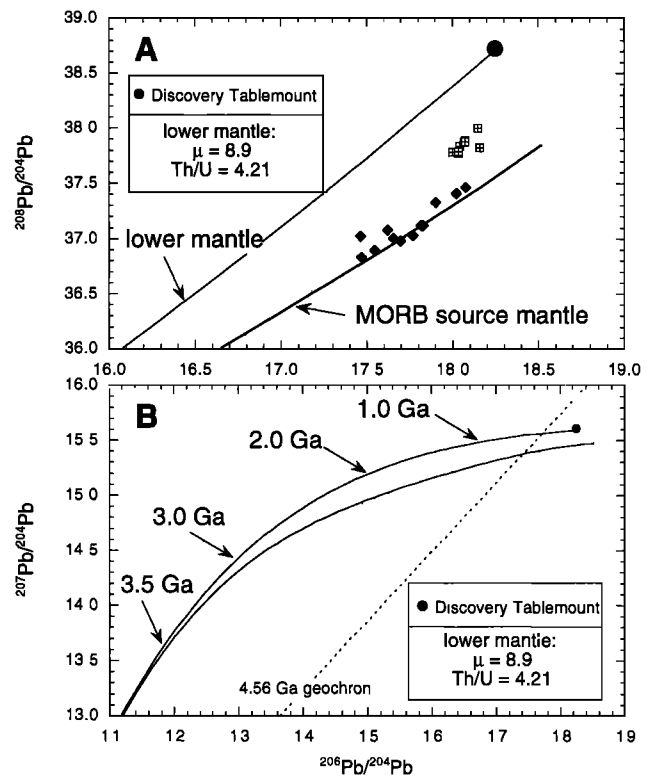 39.0
A
38.5
● Discovery Tablemount
38.0
lower mantle:
μ = 8.9
Th/U = 4.21
37.5
208Pb/204Pb
37.0
lower mantle
36.5
MORB source mantle
36.0
16.0 16.5 17.0 17.5 18.0 18.5 19.0
16.0
B
1.0 Ga
15.5
2.0 Ga
15.0
3.0 Ga
14.5
207Pb/204Pb
3.5 Ga
14.0
● Discovery Tablemount
lower mantle:
μ = 8.9
Th/U = 4.21
13.5
4.56 Ga geochron
13.0
11 12 13 14 15 16 17 18 19
206Pb/204Pb